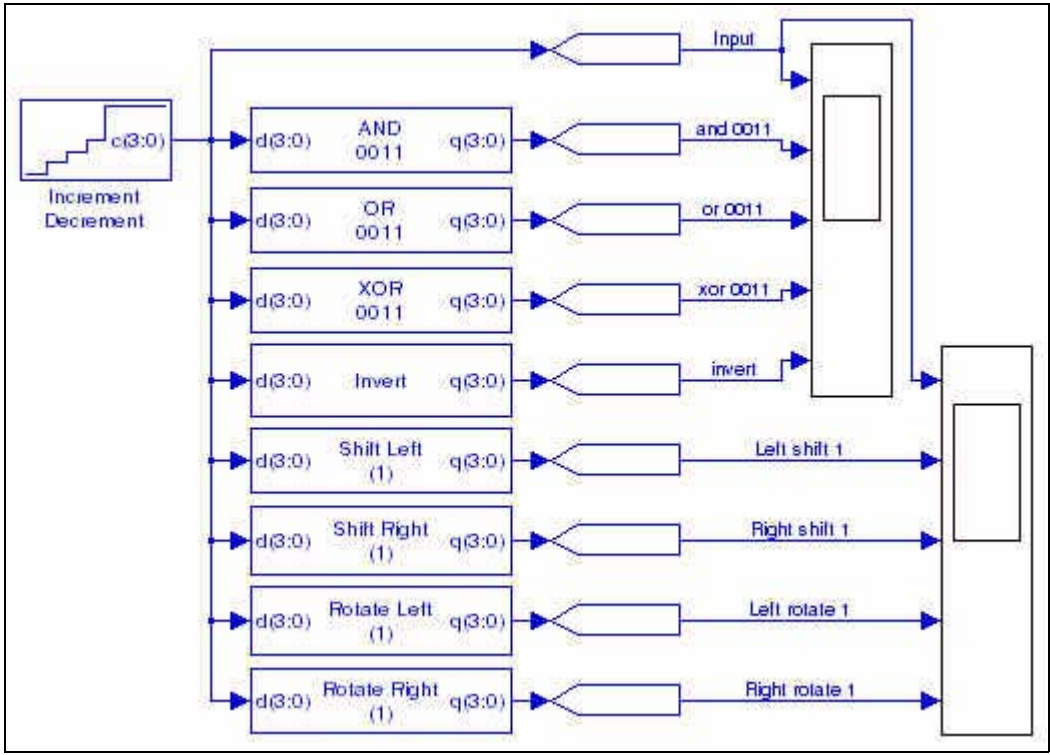 Input
c(3:0)
Increment
Decrement
d(3:0) AND q(3:0) and 0011
0011
d(3:0) OR q(3:0) or 0011
0011
d(3:0) XOR q(3:0) xor 0011
0011
d(3:0) Invert q(3:0) invert
d(3:0) Shift Left q(3:0) Left shift 1
(1)
d(3:0) Shift Right q(3:0) Right shift 1
(1)
d(3:0) Rotate Left q(3:0) Left rotate 1
(1)
d(3:0) Rotate Right q(3:0) Right rotate 1
(1)